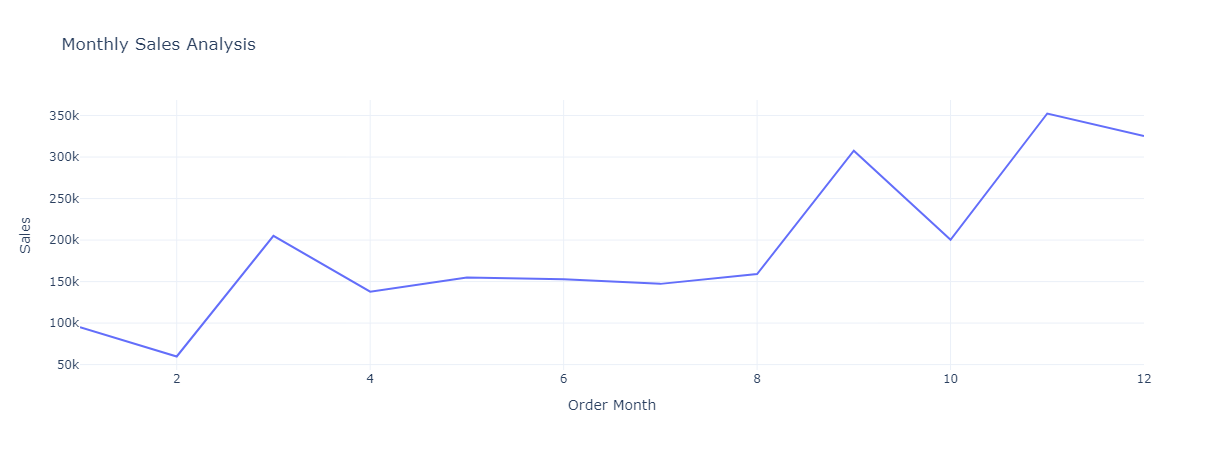 Monthly Sales Analysis
350k
300k
250k
200k
150k
100k
50k
Sales
2 4 6 8 10 12
Order Month